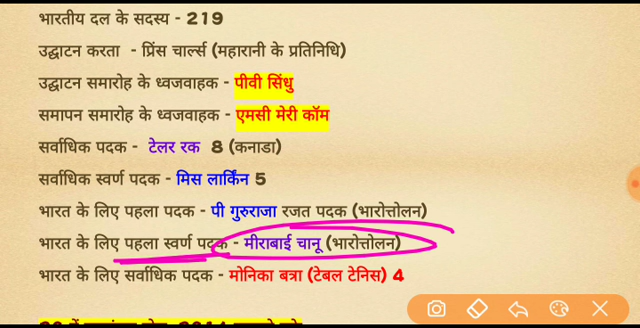 भारतीय दल के सदस्य - 219
उद्घाटन करता - प्रिंस चार्ल्स (महारानी के प्रतिनिधि)
उद्घाटन समारोह के ध्वजवाहक - पीवी सिंधु
समापन समारोह के ध्वजवाहक - एमसी मेरी कॉम
सर्वाधिक पदक - टेलर रक 8 (कनाडा)
सर्वाधिक स्वर्ण पदक - मिस लार्किन 5
भारत के लिए पहला पदक - पी गुरुराजा रजत पदक (भारोत्तोलन)
भारत के लिए पहला स्वर्ण पदक - मीराबाई चानू (भारोत्तोलन)
भारत के लिए सर्वाधिक पदक - मोनिका बत्रा (टेबल टेनिस) 4